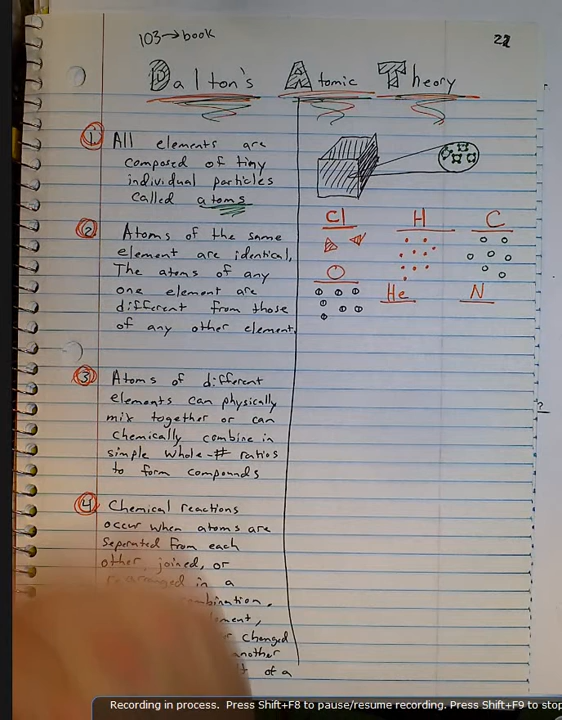 103→book
22
Dalton's Atomic Theory
1. All elements are
composed of tiny
individual particles
called atoms
2 Atoms of the same
element are identical,
The atoms of any
one element are
different from those
of any other element.
Cl H C
O He N
3 Atoms of different
elements can physically
mix together or can
chemically combine in
simple whole-# ratios
to form compounds
4 Chemical reactions
occur when atoms are
seperated from each
other, joined, or
rearranged in a
changed
another
of a
?
Recording in process. Press Shift+F8 to pause/resume recording. Press Shift+F9 to stop